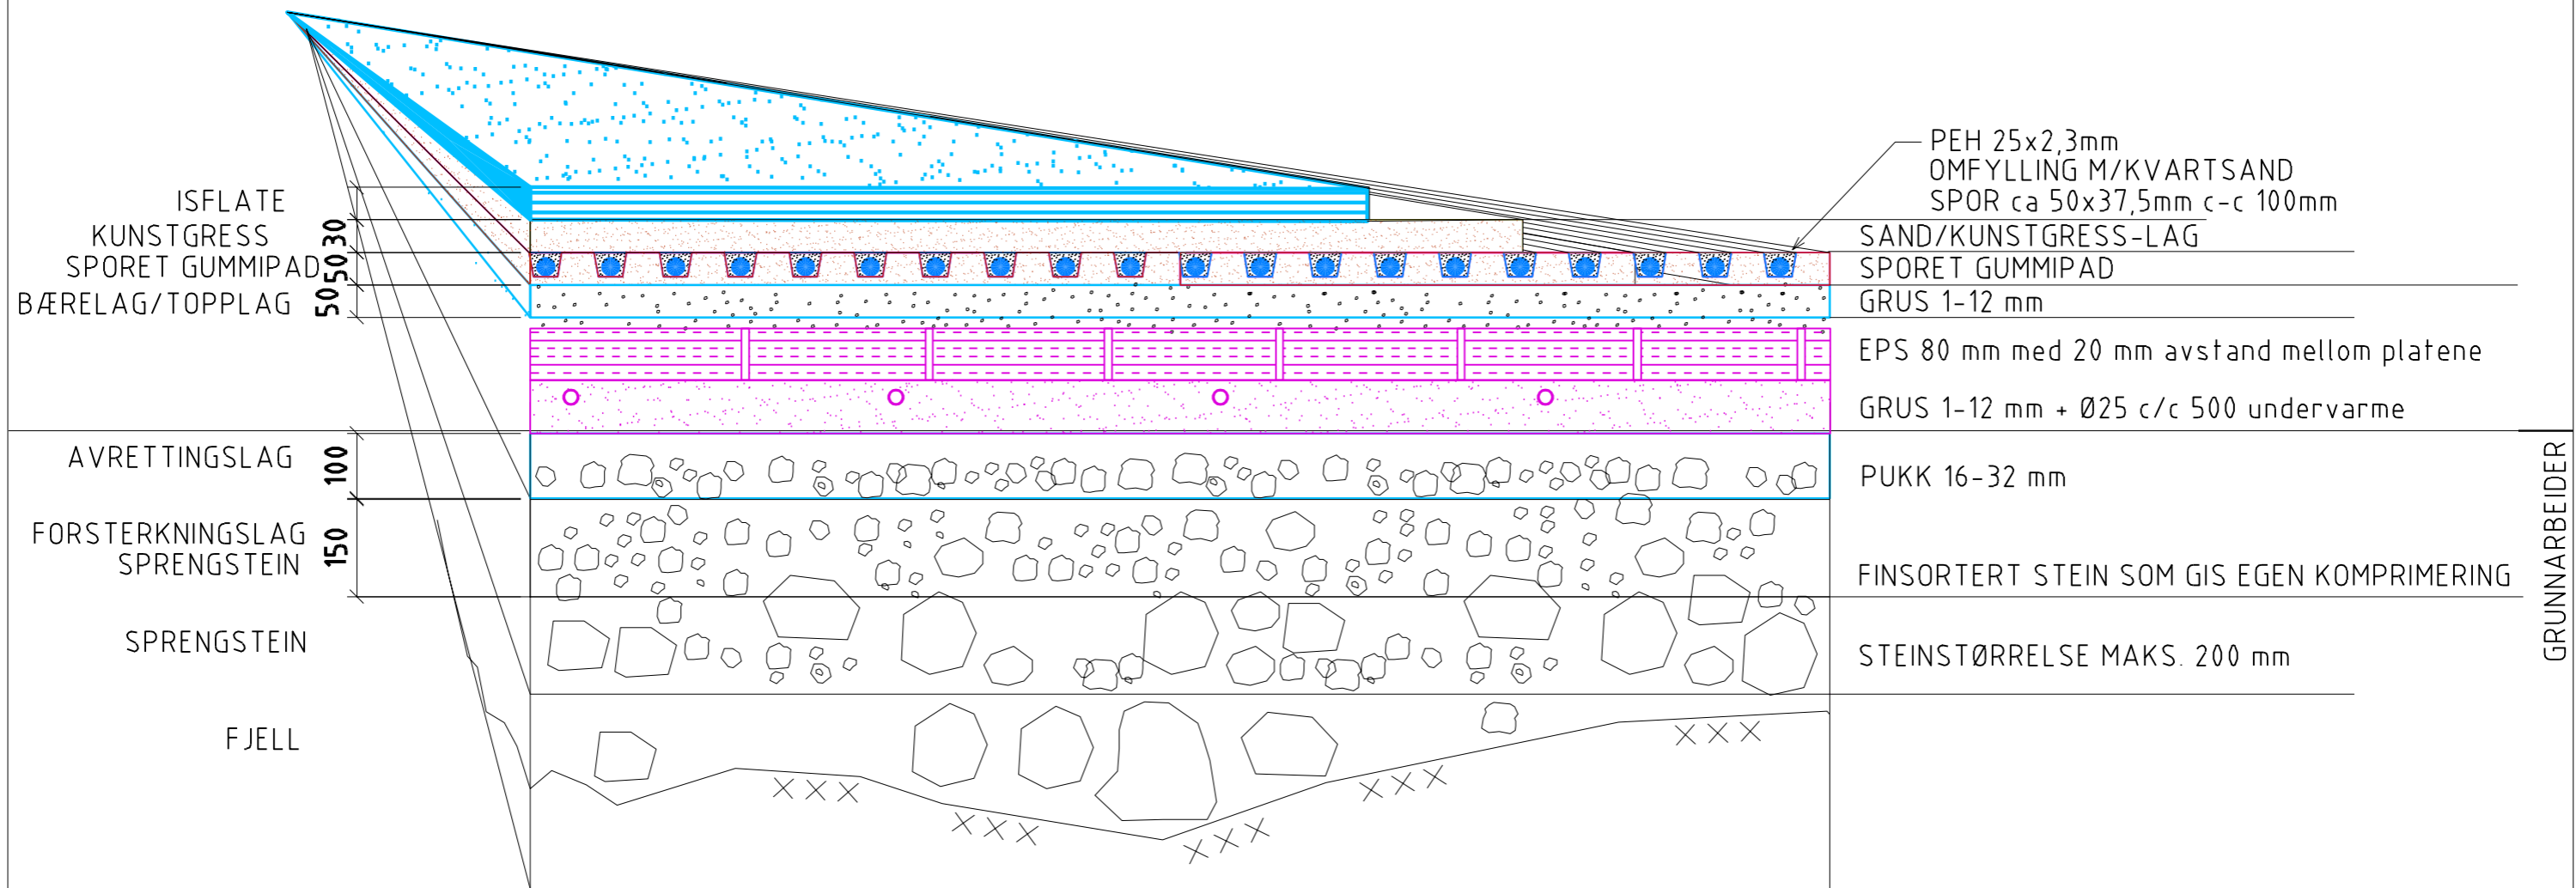 PEH 25x2,3mm
OMFYLLING M/KVARTSAND
SPOR ca 50x37,5mm c-c 100mm
ISFLATE
KUNSTGRESS
30
SAND/KUNSTGRESS-LAG
SPORET GUMMIPAD
50
SPORET GUMMIPAD
BÆRELAG/TOPPLAG
50
GRUS 1-12 mm
EPS 80 mm med 20 mm avstand mellom platene
GRUS 1-12 mm + Ø25 c/c 500 undervarme
AVRETTINGSLAG
100
PUKK 16-32 mm
GRUNNARBEIDER
FORSTERKNINGSLAG
SPRENGSTEIN
150
FINSORTERT STEIN SOM GIS EGEN KOMPRIMERING
SPRENGSTEIN
STEINSTØRRELSE MAKS. 200 mm
FJELL